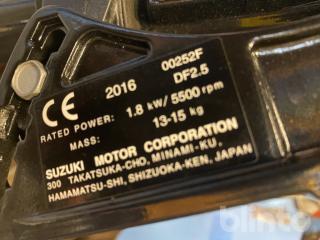 00252F
CE 2016 DF2.5
RATED POWER: 1.8 kW/5500 rpm
MASS: 13-15 kg
SUZUKI MOTOR CORPORATION
300 TAKATSUKA-CHO, MINAMI-KU,
HAMAMATSU-SHI, SHIZUOKA-KEN, JAPAN
blinto